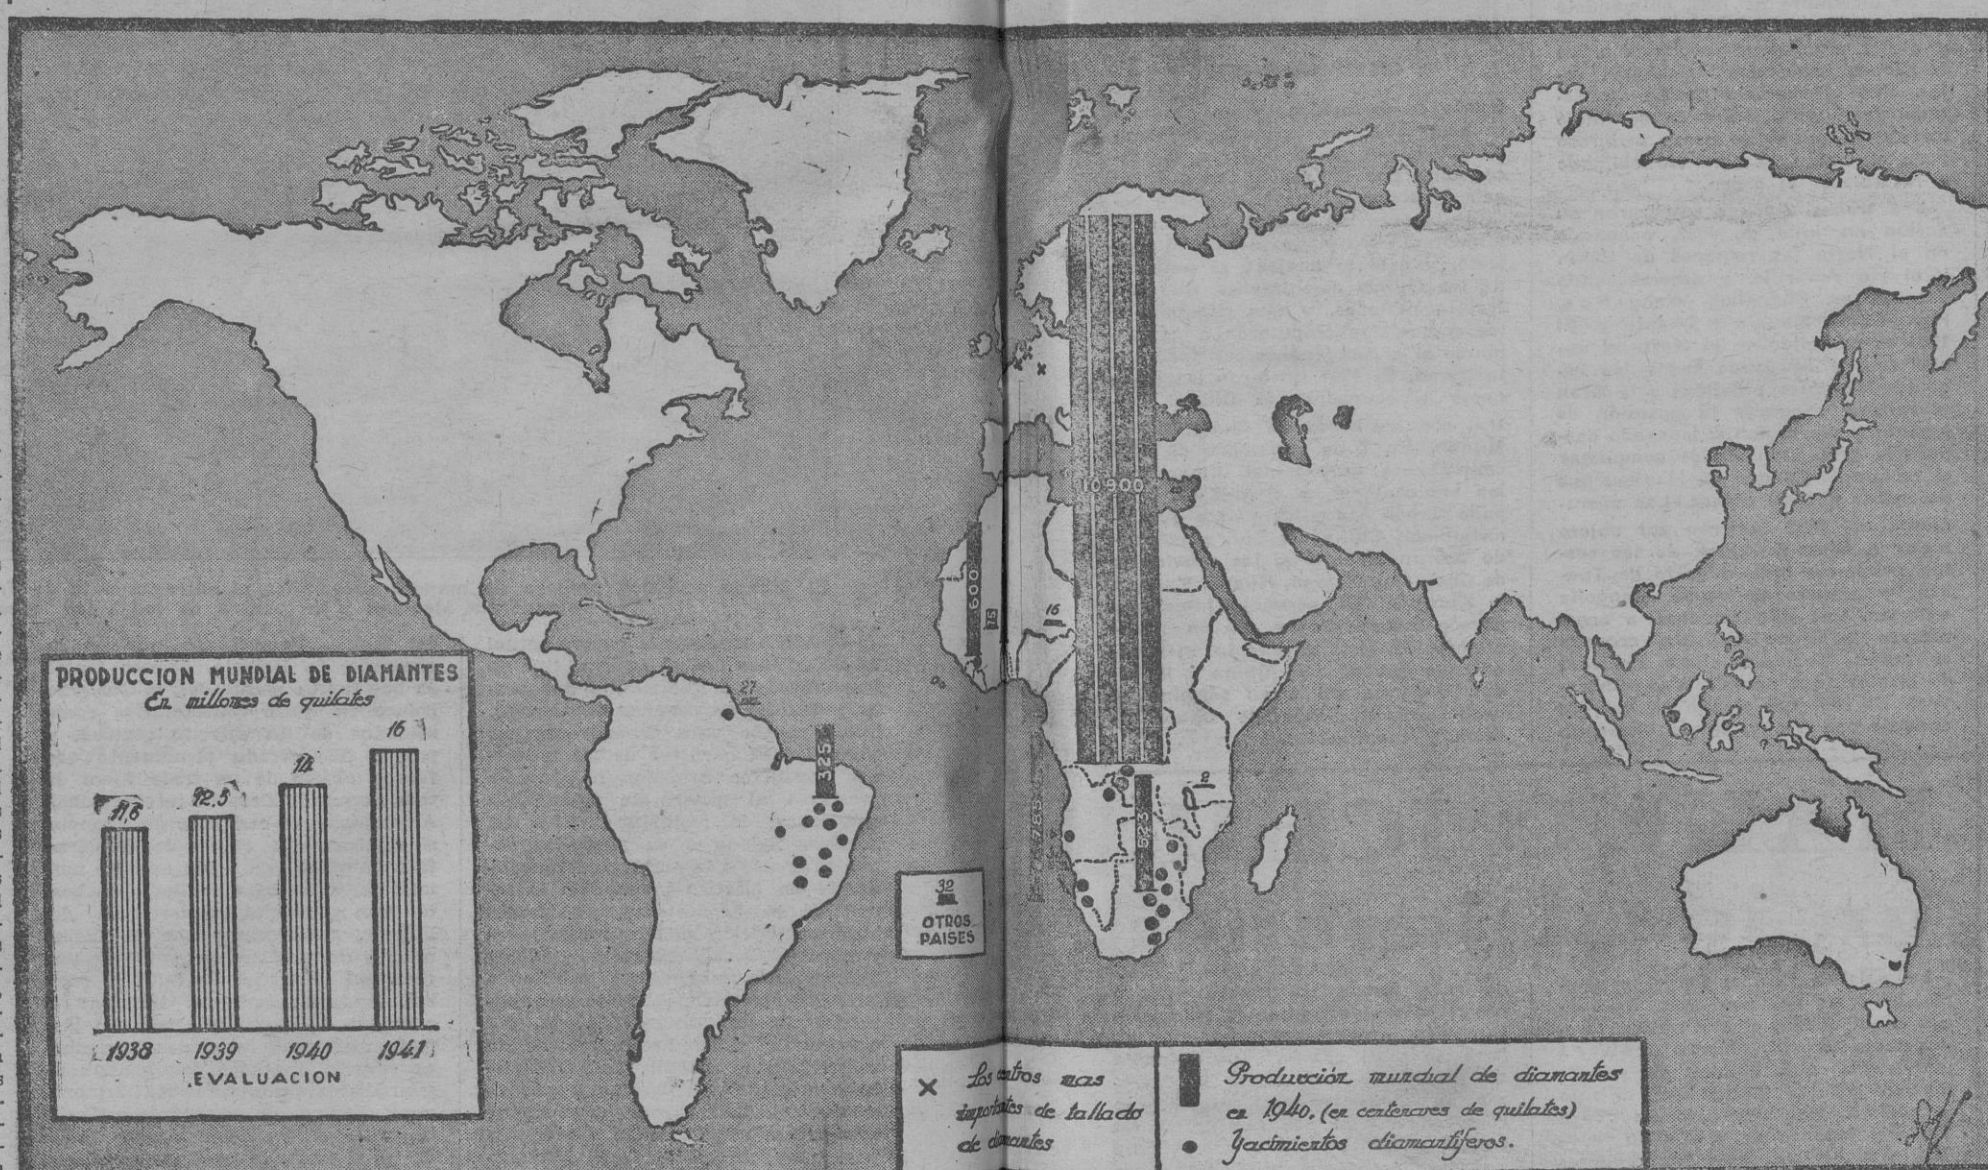 PRODUCCION MUNDIAL DE DIAMANTES
En millones de quilates
11,6
12.5
14
16
1938 1939 1940 1941
EVALUACION
27
325
600
75
16
10900
2
523
32
OTROS
PAISES
Los centros mas
importantes de tallado
de diamantes
Producción mundial de diamantes
en 1940. (en centenares de quilates)
Yacimientos diamantíferos.